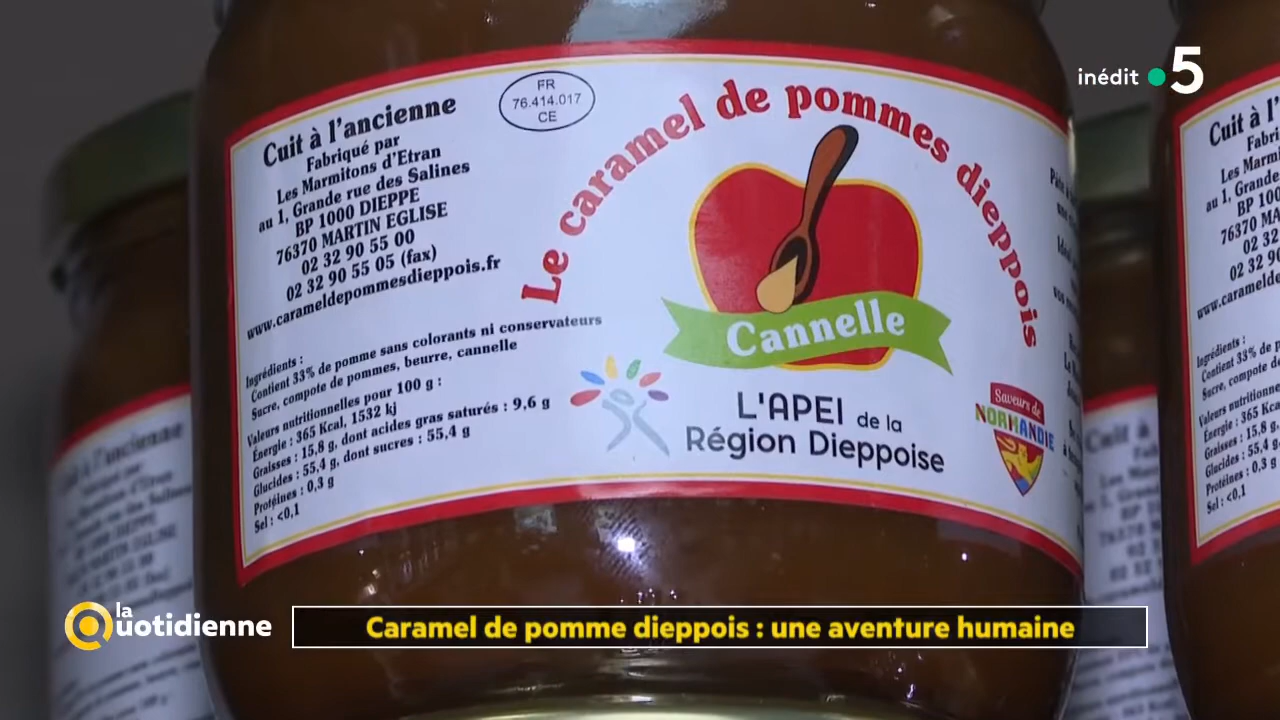 inédit 5
Cuit à l'ancienne
Fabriqué par
Les Marmitons d'Etran
au 1, Grande rue des Salines
BP 1000 DIEPPE
76370 MARTIN EGLISE
02 32 90 55 00
02 32 90 55 05 (fax)
www.carameldepommesdieppois.fr
Ingrédients :
Contient 33% de pomme sans colorants ni conservateurs
Sucre, compote de pommes, beurre, cannelle
Valeurs nutritionnelles pour 100 g :
Énergie : 365 Kcal, 1532 kj
Graisses : 15,8 g, dont acides gras saturés : 9,6 g
Glucides : 55,4 g, dont sucres : 55,4 g
Protéines : 0,3 g
Sel : <0,1
FR
76.414.017
CE
Le caramel de pommes dieppois
Cannelle
L'APEI de la
Région Dieppoise
Saveurs de
NORMANDIE
Cuit à l'
Les Marmi
au 1, Grande
BP 100
76370 MA
02 32
02 32 9
www.caramelde
Ingrédients :
Contient 33% de p
Sucre, compote de
Valeurs nutritionne
Énergie : 365 Kcal,
Graisses : 15,8 g,
Glucides : 55,4 g
Protéines : 0,3 g
Sel : <0,1
la Quotidienne
Caramel de pomme dieppois : une aventure humaine